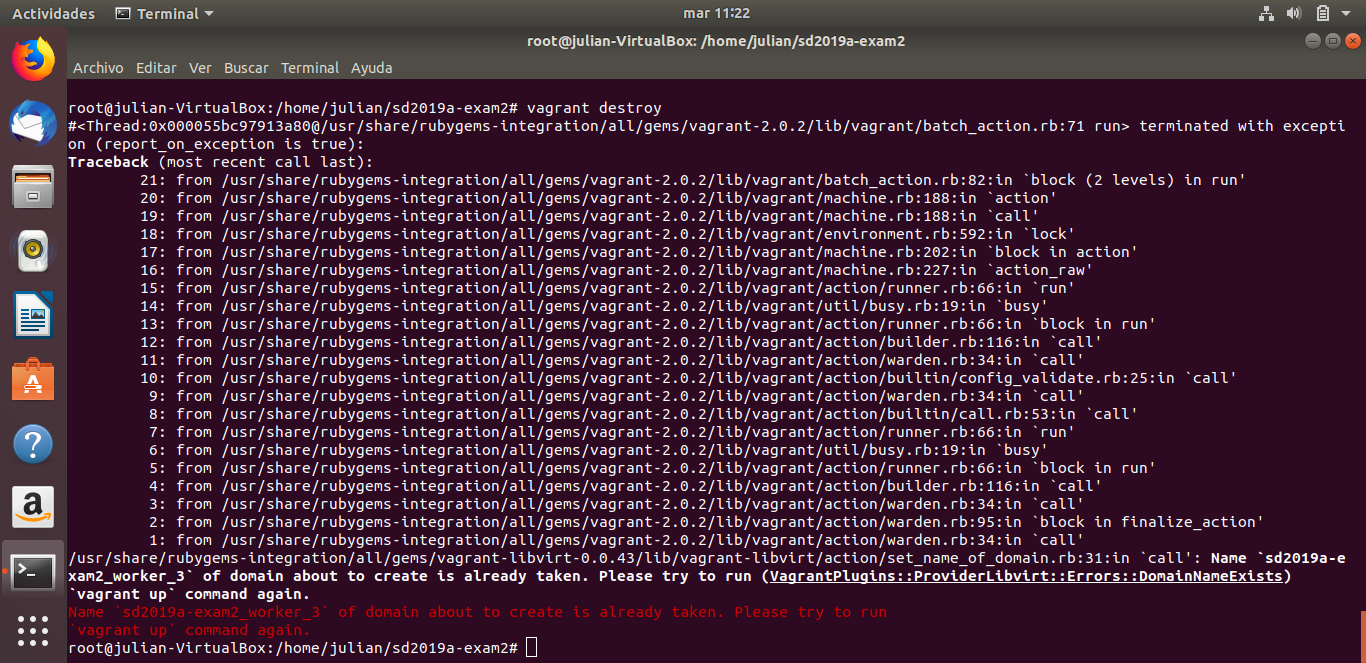 Actividades Terminal mar 11:22
root@julian-VirtualBox: /home/julian/sd2019a-exam2
Archivo Editar Ver Buscar Terminal Ayuda
root@julian-VirtualBox:/home/julian/sd2019a-exam2# vagrant destroy
#<Thread:0x000055bc97913a80@/usr/share/rubygems-integration/all/gems/vagrant-2.0.2/lib/vagrant/batch_action.rb:71 run> terminated with excepti
on (report_on_exception is true):
Traceback (most recent call last):
21: from /usr/share/rubygems-integration/all/gems/vagrant-2.0.2/lib/vagrant/batch_action.rb:82:in `block (2 levels) in run'
20: from /usr/share/rubygems-integration/all/gems/vagrant-2.0.2/lib/vagrant/machine.rb:188:in `action'
19: from /usr/share/rubygems-integration/all/gems/vagrant-2.0.2/lib/vagrant/machine.rb:188:in `call'
18: from /usr/share/rubygems-integration/all/gems/vagrant-2.0.2/lib/vagrant/environment.rb:592:in `lock'
17: from /usr/share/rubygems-integration/all/gems/vagrant-2.0.2/lib/vagrant/machine.rb:202:in `block in action'
16: from /usr/share/rubygems-integration/all/gems/vagrant-2.0.2/lib/vagrant/machine.rb:227:in `action_raw'
15: from /usr/share/rubygems-integration/all/gems/vagrant-2.0.2/lib/vagrant/action/runner.rb:66:in `run'
14: from /usr/share/rubygems-integration/all/gems/vagrant-2.0.2/lib/vagrant/util/busy.rb:19:in `busy'
13: from /usr/share/rubygems-integration/all/gems/vagrant-2.0.2/lib/vagrant/action/runner.rb:66:in `block in run'
12: from /usr/share/rubygems-integration/all/gems/vagrant-2.0.2/lib/vagrant/action/builder.rb:116:in `call'
11: from /usr/share/rubygems-integration/all/gems/vagrant-2.0.2/lib/vagrant/action/warden.rb:34:in `call'
10: from /usr/share/rubygems-integration/all/gems/vagrant-2.0.2/lib/vagrant/action/builtin/config_validate.rb:25:in `call'
9: from /usr/share/rubygems-integration/all/gems/vagrant-2.0.2/lib/vagrant/action/warden.rb:34:in `call'
8: from /usr/share/rubygems-integration/all/gems/vagrant-2.0.2/lib/vagrant/action/builtin/call.rb:53:in `call'
7: from /usr/share/rubygems-integration/all/gems/vagrant-2.0.2/lib/vagrant/action/runner.rb:66:in `run'
6: from /usr/share/rubygems-integration/all/gems/vagrant-2.0.2/lib/vagrant/util/busy.rb:19:in `busy'
5: from /usr/share/rubygems-integration/all/gems/vagrant-2.0.2/lib/vagrant/action/runner.rb:66:in `block in run'
4: from /usr/share/rubygems-integration/all/gems/vagrant-2.0.2/lib/vagrant/action/builder.rb:116:in `call'
3: from /usr/share/rubygems-integration/all/gems/vagrant-2.0.2/lib/vagrant/action/warden.rb:34:in `call'
2: from /usr/share/rubygems-integration/all/gems/vagrant-2.0.2/lib/vagrant/action/warden.rb:95:in `block in finalize_action'
1: from /usr/share/rubygems-integration/all/gems/vagrant-2.0.2/lib/vagrant/action/warden.rb:34:in `call'
/usr/share/rubygems-integration/all/gems/vagrant-libvirt-0.0.43/lib/vagrant-libvirt/action/set_name_of_domain.rb:31:in `call': Name `sd2019a-e
xam2_worker_3` of domain about to create is already taken. Please try to run (VagrantPlugins::ProviderLibvirt::Errors::DomainNameExists)
`vagrant up` command again.
Name `sd2019a-exam2_worker_3` of domain about to create is already taken. Please try to run
`vagrant up` command again.
root@julian-VirtualBox:/home/julian/sd2019a-exam2#